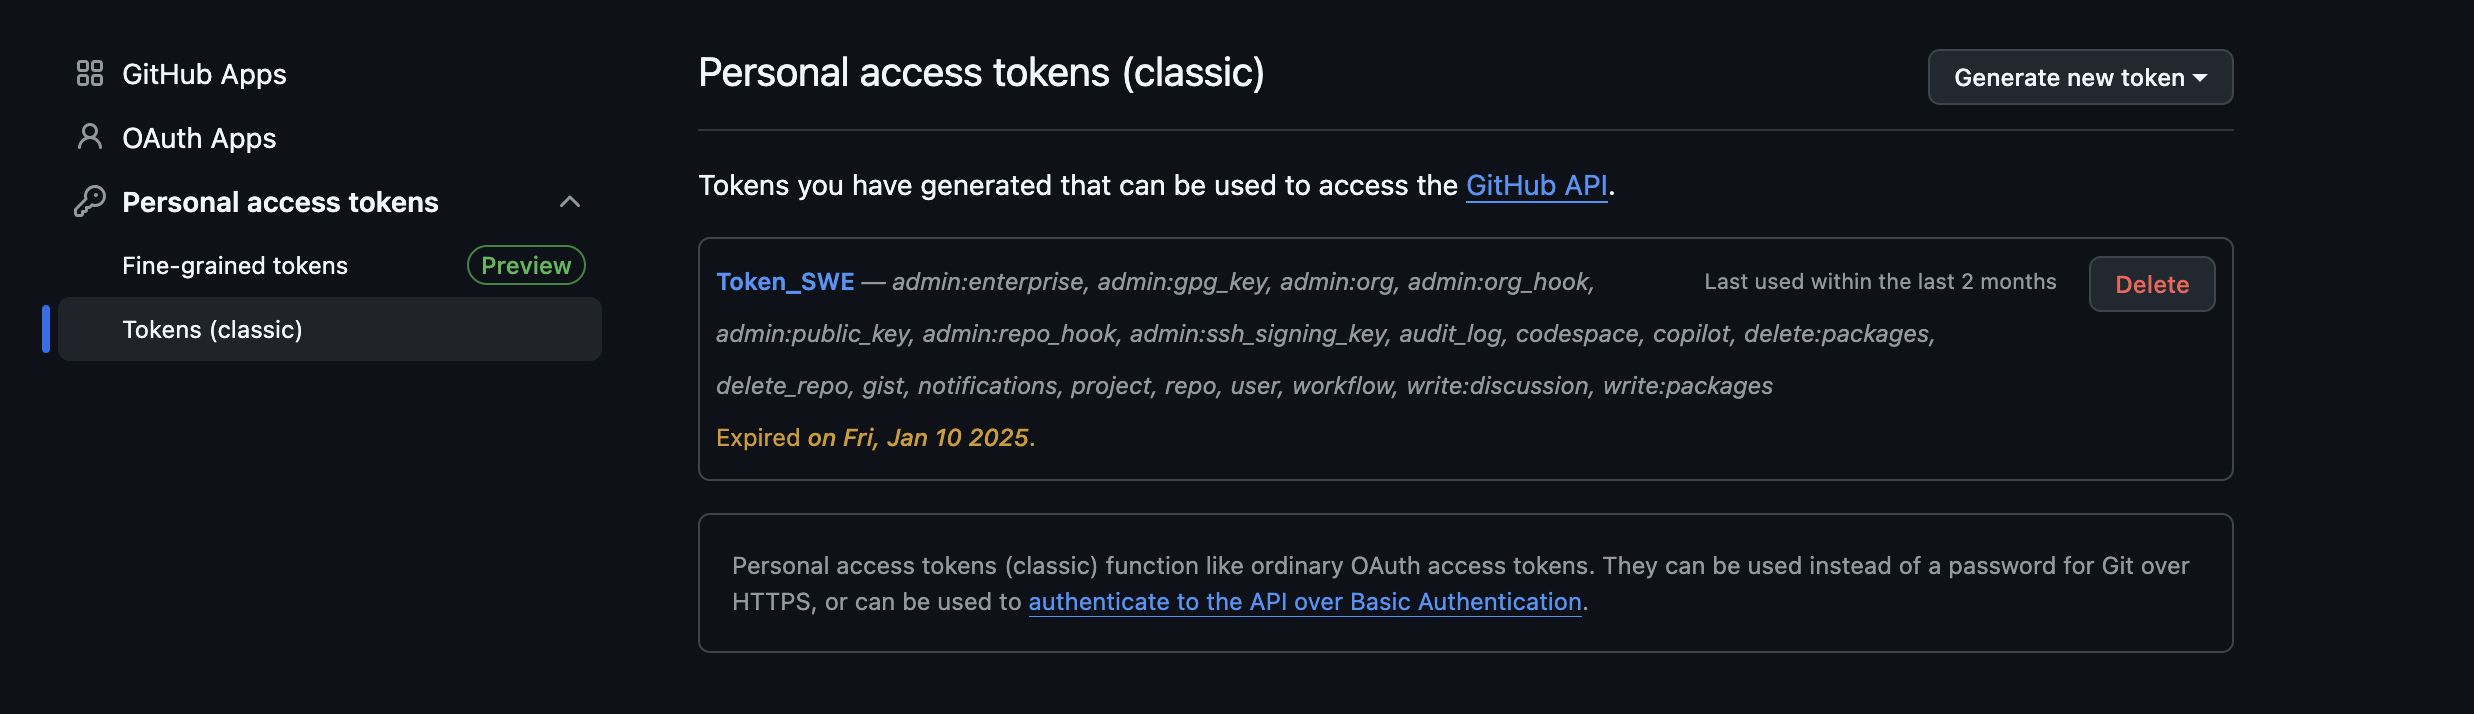 GitHub Apps
OAuth Apps
Personal access tokens
Fine-grained tokens Preview
Tokens (classic)
Personal access tokens (classic)
Generate new token
Tokens you have generated that can be used to access the GitHub API.
Token_SWE — admin:enterprise, admin:gpg_key, admin:org, admin:org_hook,
Last used within the last 2 months
Delete
admin:public_key, admin:repo_hook, admin:ssh_signing_key, audit_log, codespace, copilot, delete:packages,
delete_repo, gist, notifications, project, repo, user, workflow, write:discussion, write:packages
Expired on Fri, Jan 10 2025.
Personal access tokens (classic) function like ordinary OAuth access tokens. They can be used instead of a password for Git over
HTTPS, or can be used to authenticate to the API over Basic Authentication.